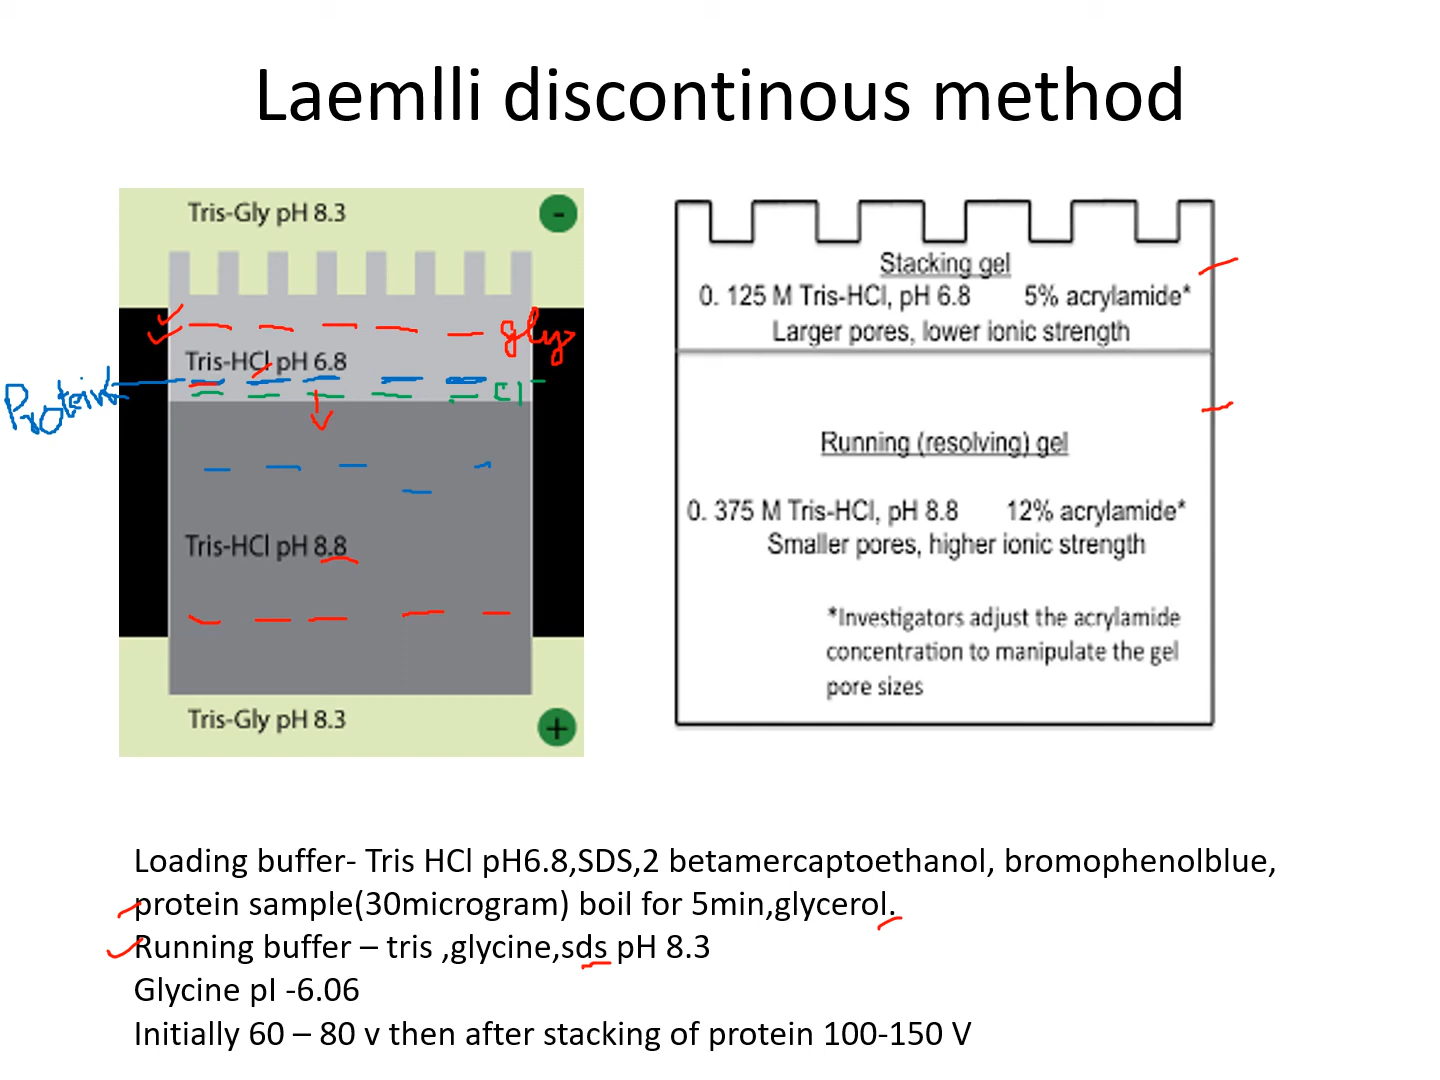 Laemlli discontinous method
Tris-Gly pH 8.3
-
gly
Tris-HCl pH 6.8
Protein
Cl-
Tris-HCl pH 8.8
Tris-Gly pH 8.3
+
Stacking gel
0. 125 M Tris-HCl, pH 6.8 5% acrylamide*
Larger pores, lower ionic strength
Running (resolving) gel
0. 375 M Tris-HCl, pH 8.8 12% acrylamide*
Smaller pores, higher ionic strength
*Investigators adjust the acrylamide
concentration to manipulate the gel
pore sizes
Loading buffer- Tris HCl pH6.8,SDS,2 betamercaptoethanol, bromophenolblue,
protein sample(30microgram) boil for 5min,glycerol.
Running buffer – tris ,glycine,sds pH 8.3
Glycine pI -6.06
Initially 60 – 80 v then after stacking of protein 100-150 V